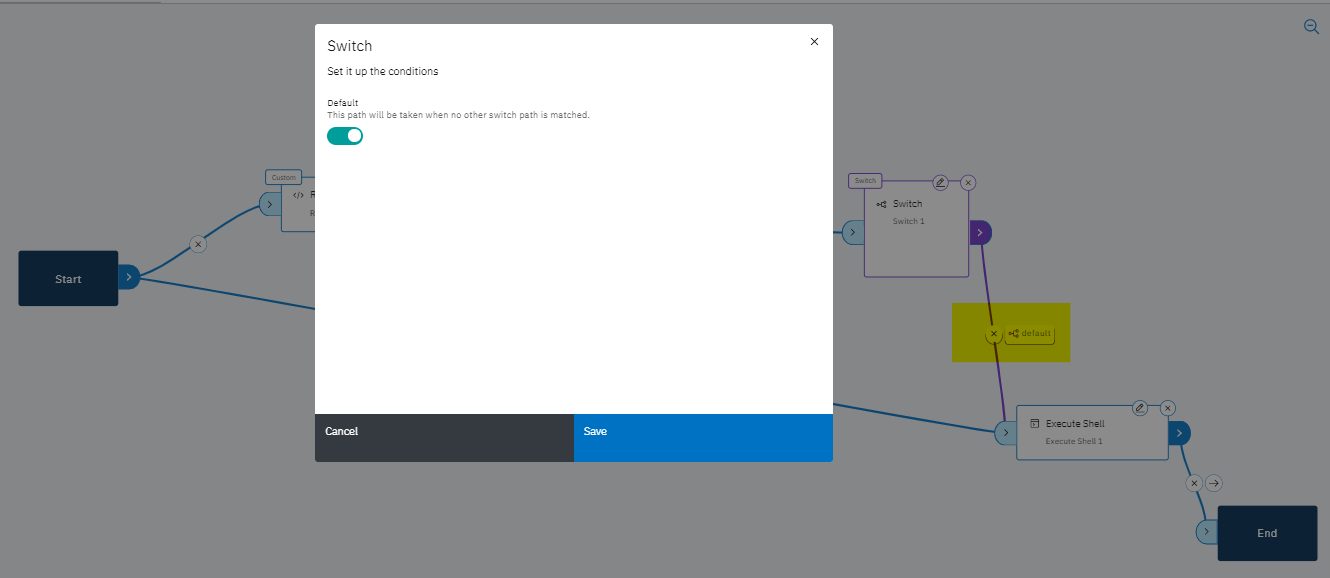 Switch
Set it up the conditions
Default
This path will be taken when no other switch path is matched.
Custom
R
R
Start
Switch
Switch
Switch 1
default
Execute Shell
Execute Shell 1
Cancel
Save
End